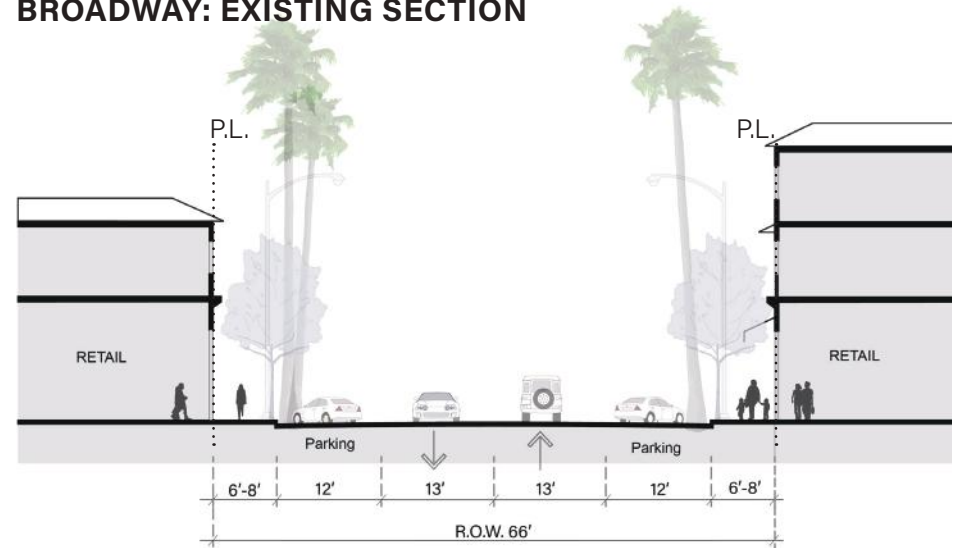 BROADWAY: EXISTING SECTION
P.L. P.L.
RETAIL RETAIL
Parking Parking
6'-8' 12' 13' 13' 12' 6'-8'
R.O.W. 66'